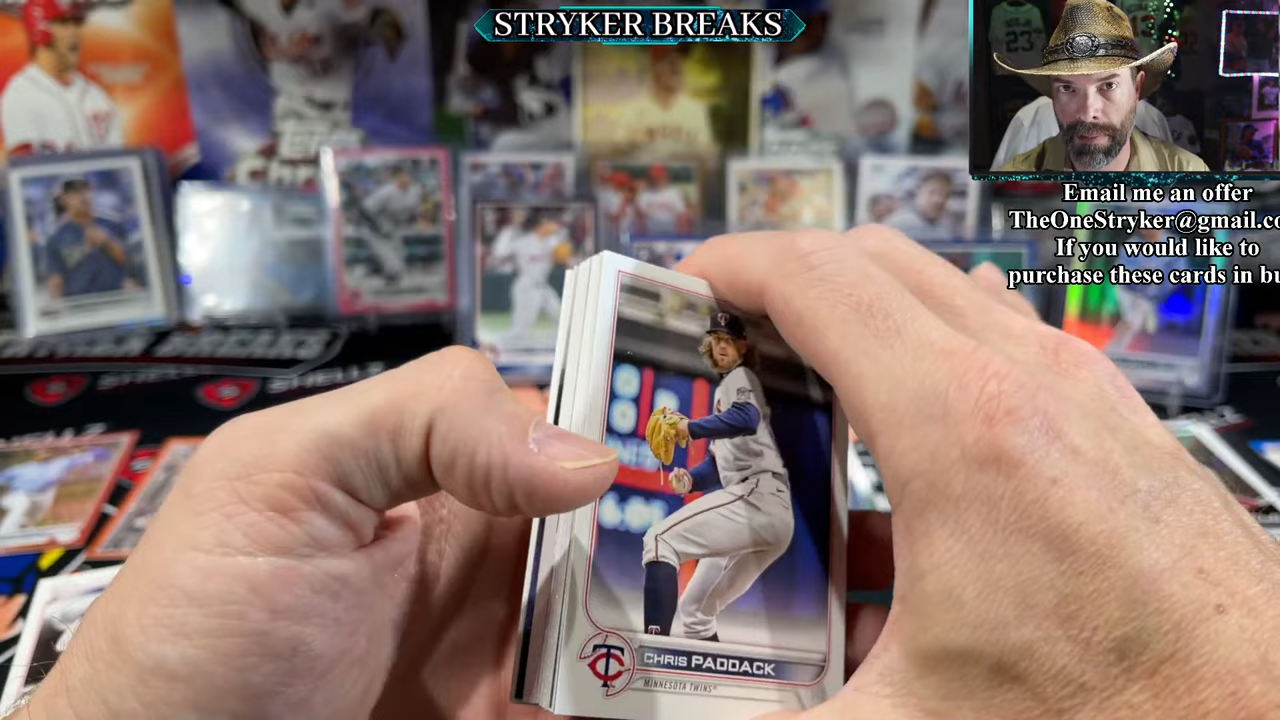 STRYKER BREAKS
Email me an offer
TheOneStryker@gmail.co
If you would like to
purchase these cards in bu
23
CHRIS PADDACK
MINNESOTA TWINS